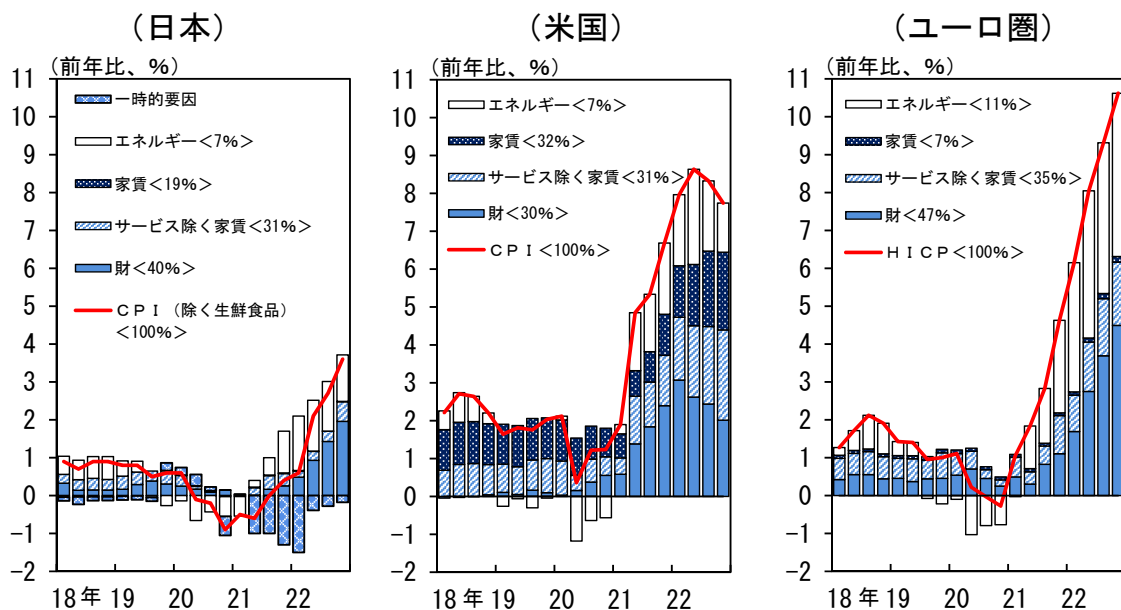 （日本）
（前年比、%）
11
10
9
8
7
6
5
4
3
2
1
0
−1
−2
一時的要因
エネルギー<7%>
家賃<19%>
サービス除く家賃<31%>
財<40%>
ＣＰＩ（除く生鮮食品）
<100%>
18年 19 20 21 22
（米国）
（前年比、%）
11
10
9
8
7
6
5
4
3
2
1
0
−1
−2
エネルギー<7%>
家賃<32%>
サービス除く家賃<31%>
財<30%>
ＣＰＩ<100%>
18年 19 20 21 22
（ユーロ圏）
（前年比、%）
11
10
9
8
7
6
5
4
3
2
1
0
−1
−2
エネルギー<11%>
家賃<7%>
サービス除く家賃<35%>
財<47%>
ＨＩＣＰ<100%>
18年 19 20 21 22